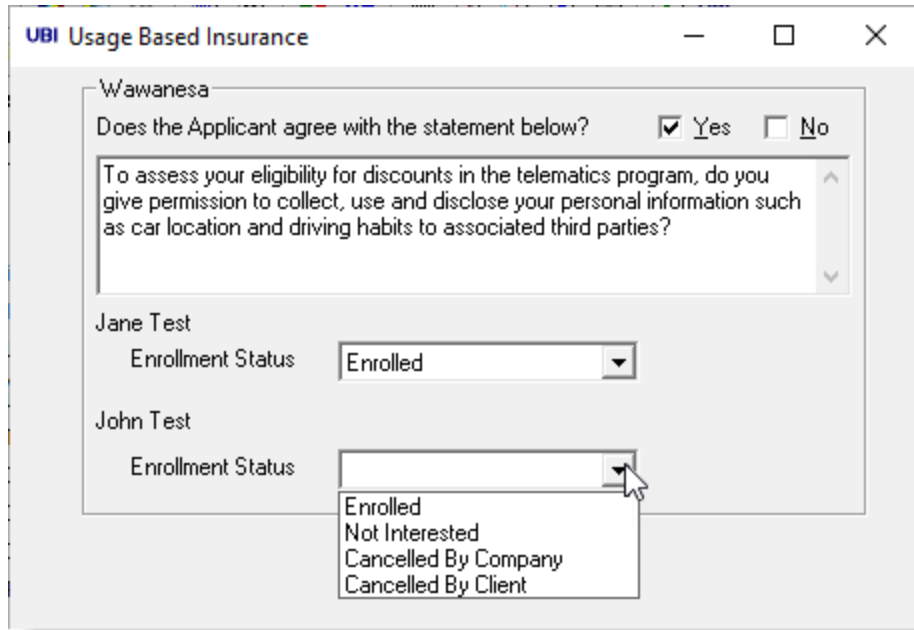 UBI Usage Based Insurance
Wawanesa
Does the Applicant agree with the statement below? Yes No
To assess your eligibility for discounts in the telematics program, do you
give permission to collect, use and disclose your personal information such
as car location and driving habits to associated third parties?
Jane Test
Enrollment Status Enrolled
John Test
Enrollment Status
Enrolled
Not Interested
Cancelled By Company
Cancelled By Client